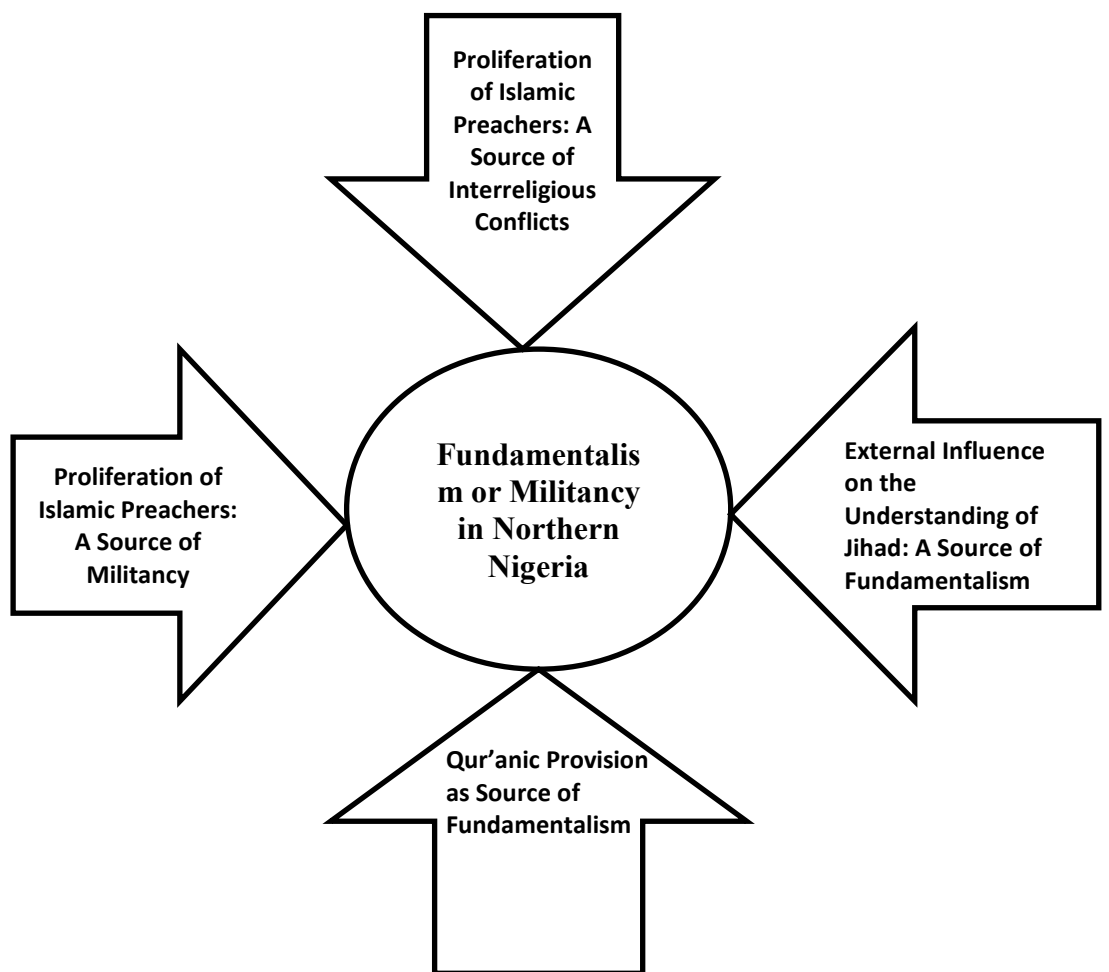 Proliferation
of Islamic
Preachers: A
Source of
Interreligious
Conflicts
Proliferation of
Islamic Preachers:
A Source of
Militancy
Fundamentalis
m or Militancy
in Northern
Nigeria
External Influence
on the
Understanding of
Jihad: A Source of
Fundamentalism
Qur’anic Provision
as Source of
Fundamentalism